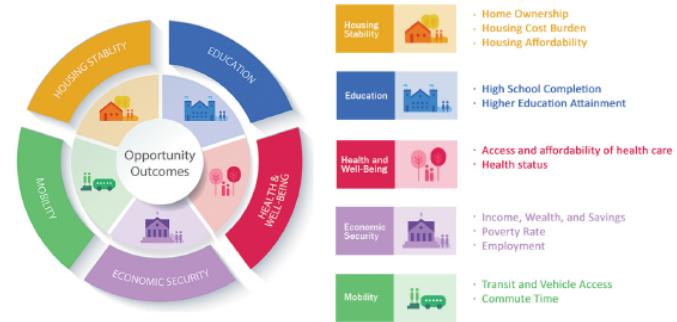 HOUSING STABLITY
EDUCATION
HEALTH &
WELL-BEING
ECONOMIC SECURITY
MOBILITY
Opportunity
Outcomes
Housing
Stability
· Home Ownership
· Housing Cost Burden
· Housing Affordability
Education
· High School Completion
· Higher Education Attainment
Health and
Well-Being
· Access and affordability of health care
· Health status
Economic
Security
· Income, Wealth, and Savings
· Poverty Rate
· Employment
Mobility
· Transit and Vehicle Access
· Commute Time